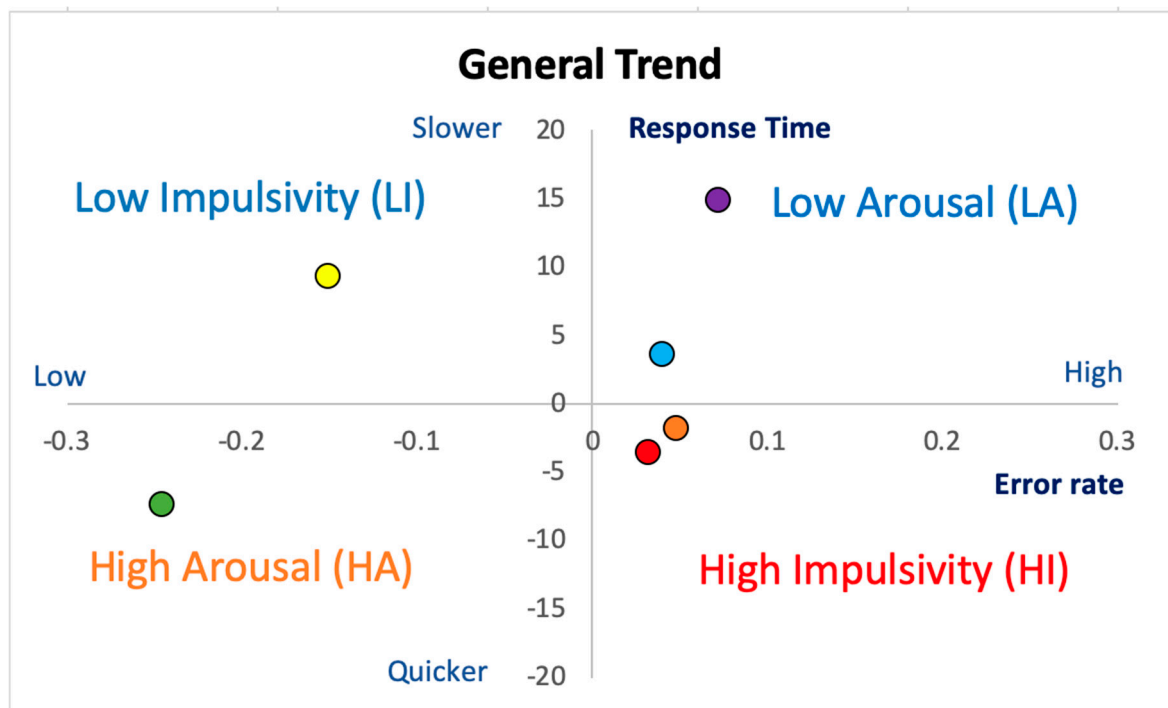 General Trend
Slower 20 Response Time
Low Impulsivity (LI) 15 Low Arousal (LA)
10
5
Low High
0
-0.3 -0.2 -0.1 0 0.1 0.2 0.3
-5 Error rate
-10
High Arousal (HA) High Impulsivity (HI)
-15
Quicker -20